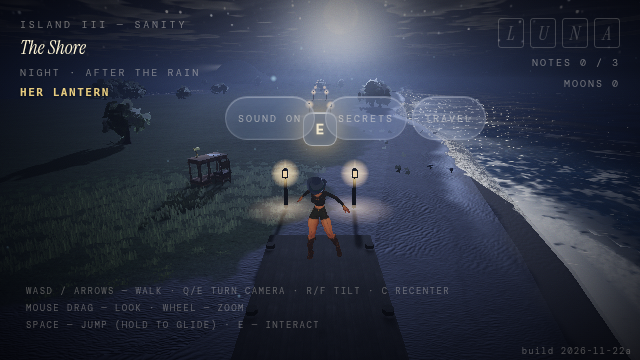 ISLAND III — SANITY
The Shore
NIGHT · AFTER THE RAIN
HER LANTERN
LUNA
NOTES 0 / 3
MOONS 0
SOUND ON
E
SECRETS
TRAVEL
WASD / ARROWS — WALK · Q/E TURN CAMERA · R/F TILT · C RECENTER
MOUSE DRAG — LOOK · WHEEL — ZOOM
SPACE — JUMP (HOLD TO GLIDE) · E — INTERACT
build 2026-11-22a